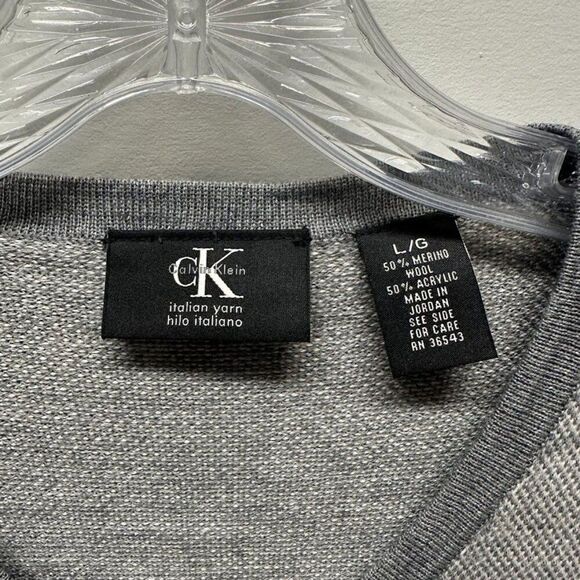 cK
Calvin Klein
italian yarn
hilo italiano
L/G
50% MERINO
WOOL
50% ACRYLIC
MADE IN
JORDAN
SEE SIDE
FOR CARE
RN 36543